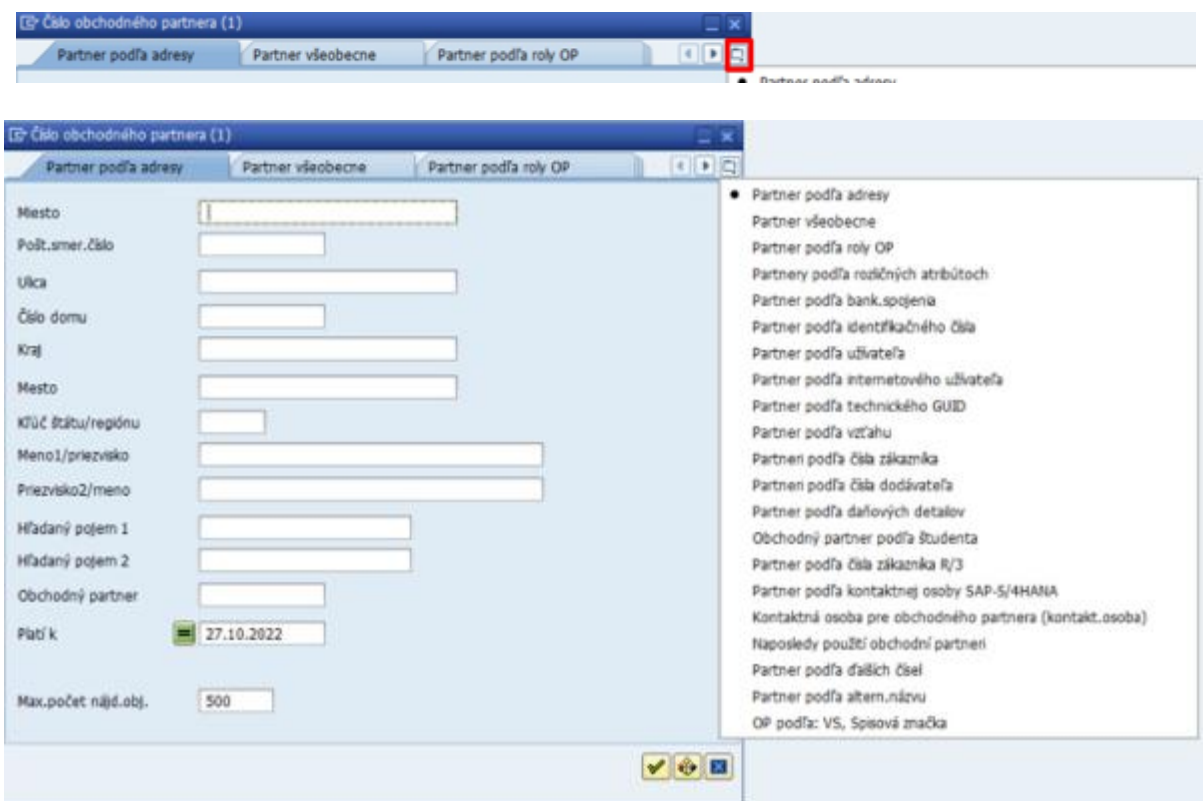 Číslo obchodného partnera (1)
Partner podľa adresy Partner všeobecne Partner podľa roly OP
Partner podľa adresy
Číslo obchodného partnera (1)
Partner podľa adresy Partner všeobecne Partner podľa roly OP
Miesto
Pošt.smer.číslo
Ulica
Číslo domu
Kraj
Mesto
Kľúč štátu/regiónu
Meno1/priezvisko
Priezvisko2/meno
Hľadaný pojem 1
Hľadaný pojem 2
Obchodný partner
Platí k 27.10.2022
Max.počet nájd.obj. 500
Partner podľa adresy
Partner všeobecne
Partner podľa roly OP
Partnery podľa rozličných atribútoch
Partner podľa bank.spojenia
Partner podľa identifikačného čísla
Partner podľa užívateľa
Partner podľa internetového užívateľa
Partner podľa technického GUID
Partner podľa vzťahu
Partneri podľa čísla zákazníka
Partneri podľa čísla dodávateľa
Partner podľa daňových detailov
Obchodný partner podľa študenta
Partner podľa čísla zákazníka R/3
Partner podľa kontaktnej osoby SAP-S/4HANA
Kontaktná osoba pre obchodného partnera (kontakt.osoba)
Naposledy použití obchodní partneri
Partner podľa ďalších čísel
Partner podľa altern.názvu
OP podľa: VS, Spisová značka